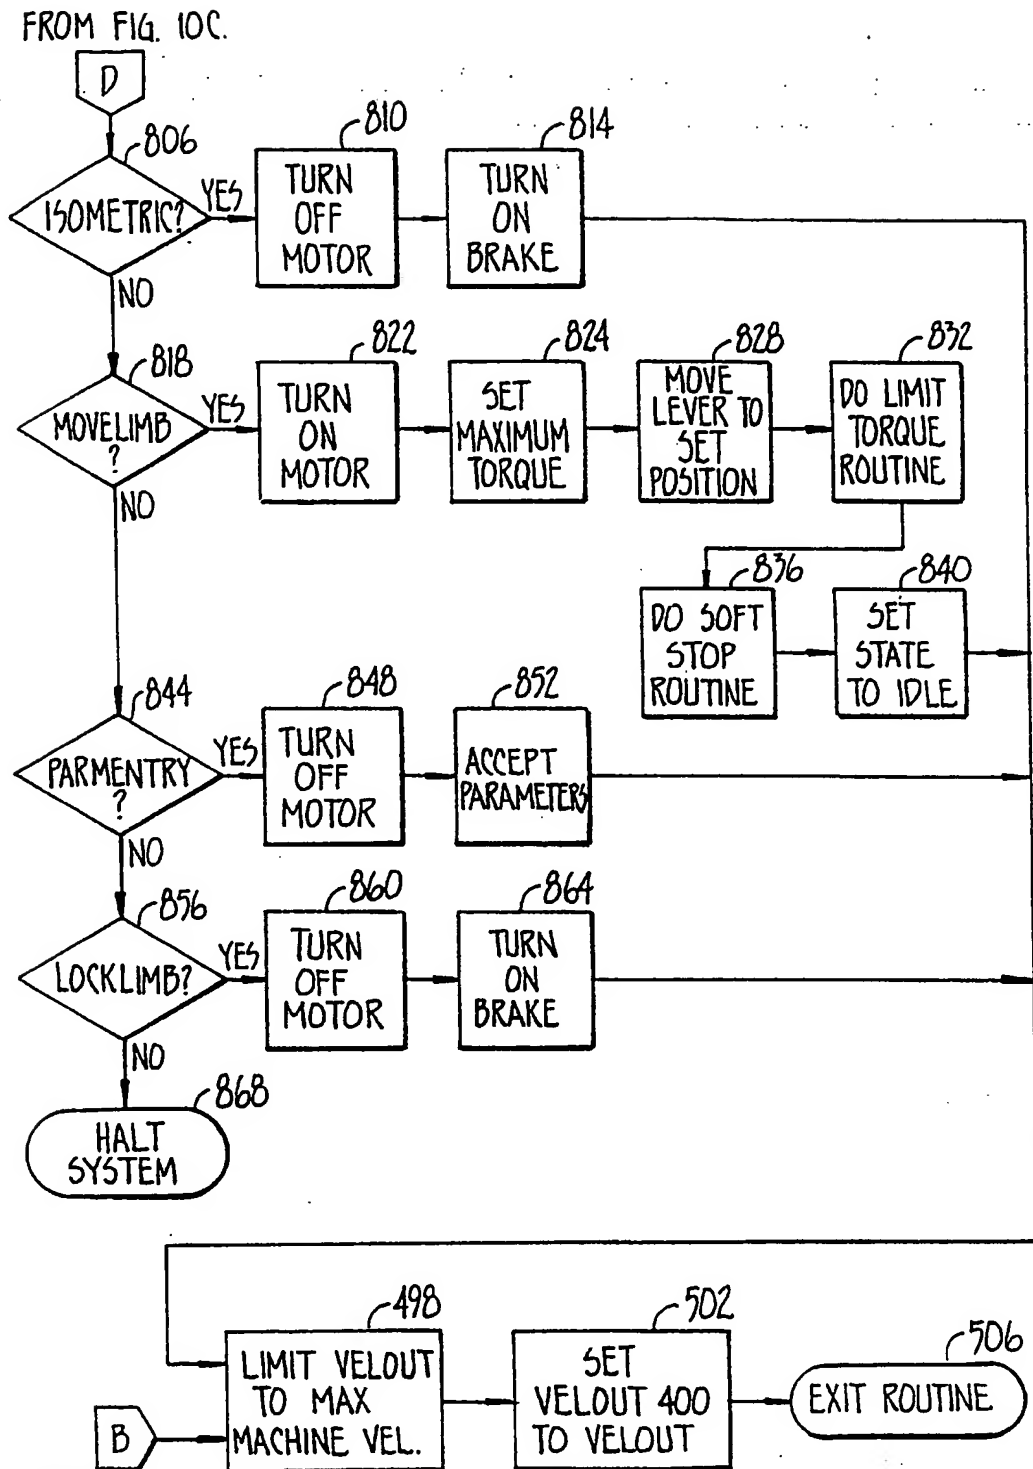 FROM FIG. 10C.
D
806
ISOMETRIC?
YES
NO
810
TURN
OFF
MOTOR
814
TURN
ON
BRAKE
818
MOVELIMB
?
YES
NO
822
TURN
ON
MOTOR
824
SET
MAXIMUM
TORQUE
828
MOVE
LEVER TO
SET
POSITION
832
DO LIMIT
TORQUE
ROUTINE
836
DO SOFT
STOP
ROUTINE
840
SET
STATE
TO IDLE
844
PARMENTRY
?
YES
NO
848
TURN
OFF
MOTOR
852
ACCEPT
PARAMETERS
856
LOCKLIMB?
YES
NO
860
TURN
OFF
MOTOR
864
TURN
ON
BRAKE
868
HALT
SYSTEM
498
LIMIT VELOUT
TO MAX
MACHINE VEL.
B
502
SET
VELOUT 400
TO VELOUT
506
EXIT ROUTINE